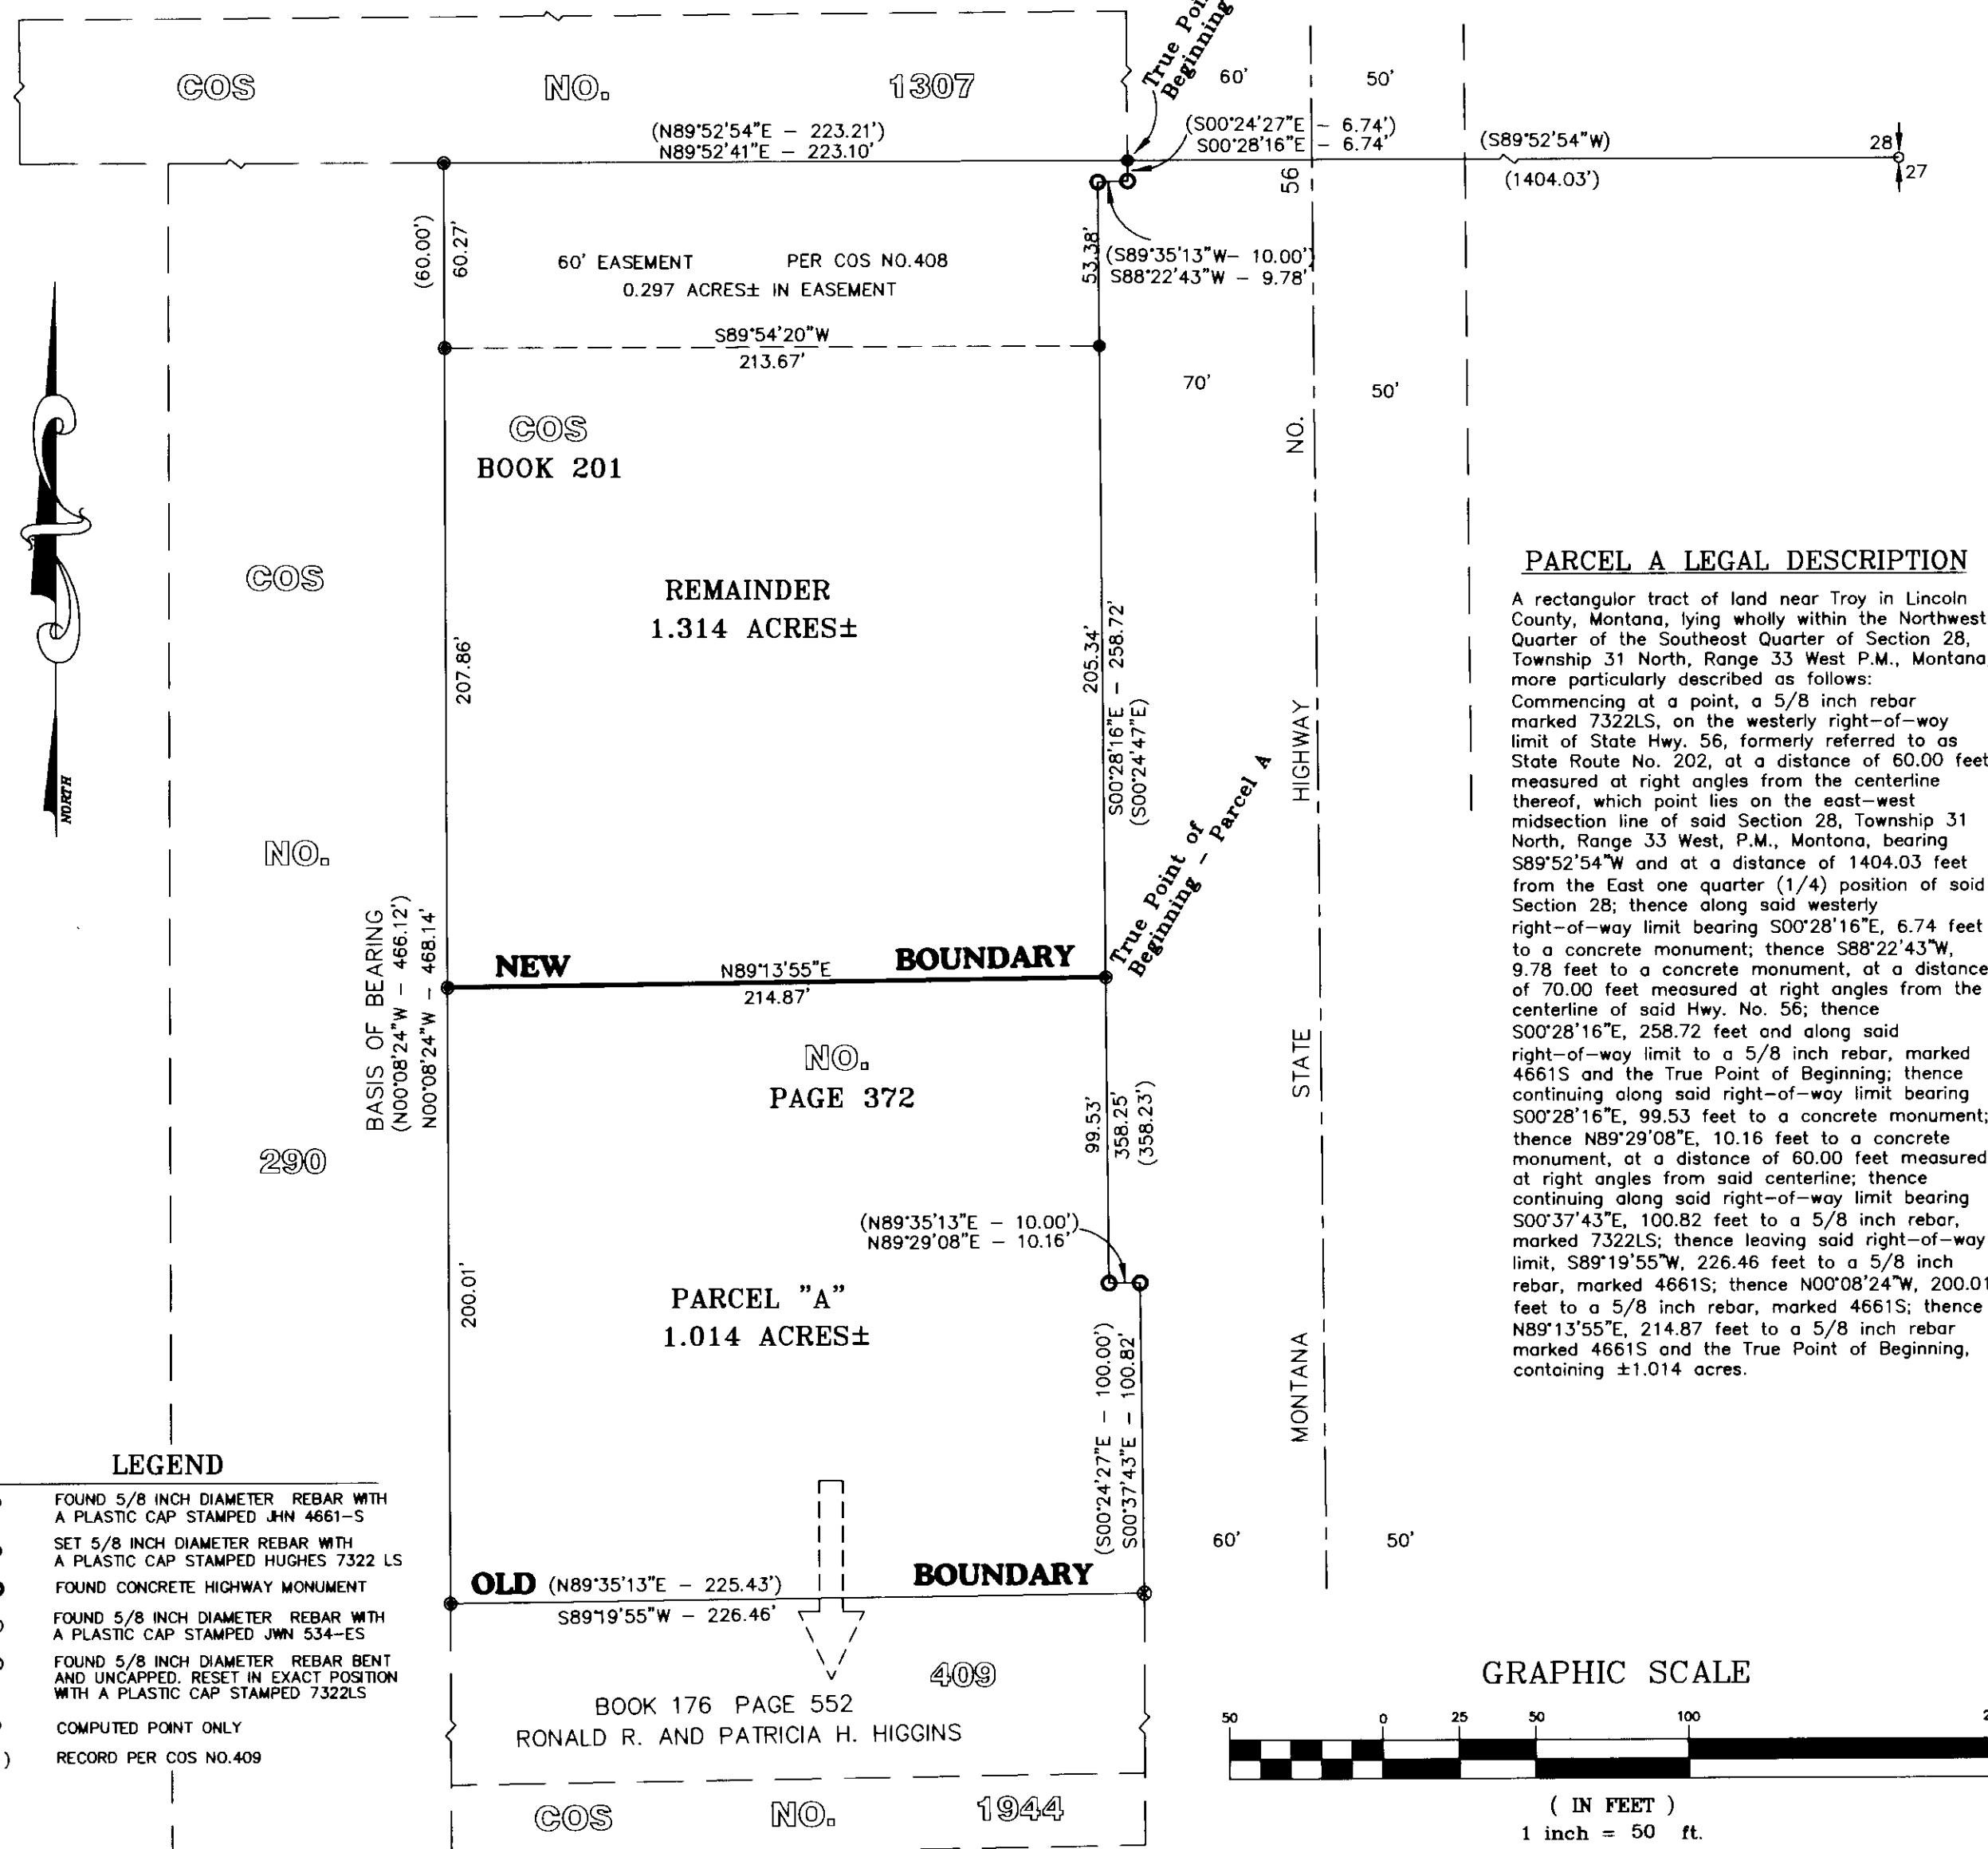 True Poi
Beginning
COS NO. 1307
60' 50'
(N89°52'54"E – 223.21')
N89°52'41"E – 223.10'
(S00°24'27"E – 6.74')
S00°28'16"E – 6.74'
(S89°52'54"W)
(1404.03')
28
27
(60.00')
60.27'
60' EASEMENT PER COS NO.408
0.297 ACRES± IN EASEMENT
53.38'
(S89°35'13"W– 10.00')
S88°22'43"W – 9.78'
56
S89°54'20"W
213.67'
70' 50'
COS
BOOK 201
NO.
COS
REMAINDER
1.314 ACRES±
207.86'
205.34'
S00°28'16"E – 258.72'
(S00°24'47"E)
HIGHWAY
NORTH
NO.
True Point of
Beginning – Parcel A
BASIS OF BEARING
(N00°08'24"W – 466.12')
N00°08'24"W – 468.14'
NEW BOUNDARY
N89°13'55"E
214.87'
NO.
PAGE 372
STATE
99.53'
358.25'
(358.23')
290
(N89°35'13"E – 10.00')
N89°29'08"E – 10.16'
200.01'
PARCEL "A"
1.014 ACRES±
(S00°24'27"E – 100.00')
S00°37'43"E – 100.82'
MONTANA
60' 50'
OLD (N89°35'13"E – 225.43') BOUNDARY
S89°19'55"W – 226.46'
409
BOOK 176 PAGE 552
RONALD R. AND PATRICIA H. HIGGINS
COS NO. 1944
PARCEL A LEGAL DESCRIPTION
A rectangular tract of land near Troy in Lincoln
County, Montana, lying wholly within the Northwest
Quarter of the Southeast Quarter of Section 28,
Township 31 North, Range 33 West P.M., Montana
more particularly described as follows:
Commencing at a point, a 5/8 inch rebar
marked 7322LS, on the westerly right–of–way
limit of State Hwy. 56, formerly referred to as
State Route No. 202, at a distance of 60.00 feet
measured at right angles from the centerline
thereof, which point lies on the east–west
midsection line of said Section 28, Township 31
North, Range 33 West, P.M., Montana, bearing
S89°52'54"W and at a distance of 1404.03 feet
from the East one quarter (1/4) position of said
Section 28; thence along said westerly
right–of–way limit bearing S00°28'16"E, 6.74 feet
to a concrete monument; thence S88°22'43"W,
9.78 feet to a concrete monument, at a distance
of 70.00 feet measured at right angles from the
centerline of said Hwy. No. 56; thence
S00°28'16"E, 258.72 feet and along said
right–of–way limit to a 5/8 inch rebar, marked
4661S and the True Point of Beginning; thence
continuing along said right–of–way limit bearing
S00°28'16"E, 99.53 feet to a concrete monument;
thence N89°29'08"E, 10.16 feet to a concrete
monument, at a distance of 60.00 feet measured
at right angles from said centerline; thence
continuing along said right–of–way limit bearing
S00°37'43"E, 100.82 feet to a 5/8 inch rebar,
marked 7322LS; thence leaving said right–of–way
limit, S89°19'55"W, 226.46 feet to a 5/8 inch
rebar, marked 4661S; thence N00°08'24"W, 200.01
feet to a 5/8 inch rebar, marked 4661S; thence
N89°13'55"E, 214.87 feet to a 5/8 inch rebar
marked 4661S and the True Point of Beginning,
containing ±1.014 acres.
LEGEND
FOUND 5/8 INCH DIAMETER REBAR WITH
A PLASTIC CAP STAMPED JHN 4661–S
SET 5/8 INCH DIAMETER REBAR WITH
A PLASTIC CAP STAMPED HUGHES 7322 LS
FOUND CONCRETE HIGHWAY MONUMENT
FOUND 5/8 INCH DIAMETER REBAR WITH
A PLASTIC CAP STAMPED JWN 534–ES
FOUND 5/8 INCH DIAMETER REBAR BENT
AND UNCAPPED. RESET IN EXACT POSITION
WITH A PLASTIC CAP STAMPED 7322LS
COMPUTED POINT ONLY
) RECORD PER COS NO.409
GRAPHIC SCALE
50 0 25 50 100 2
( IN FEET )
1 inch = 50 ft.